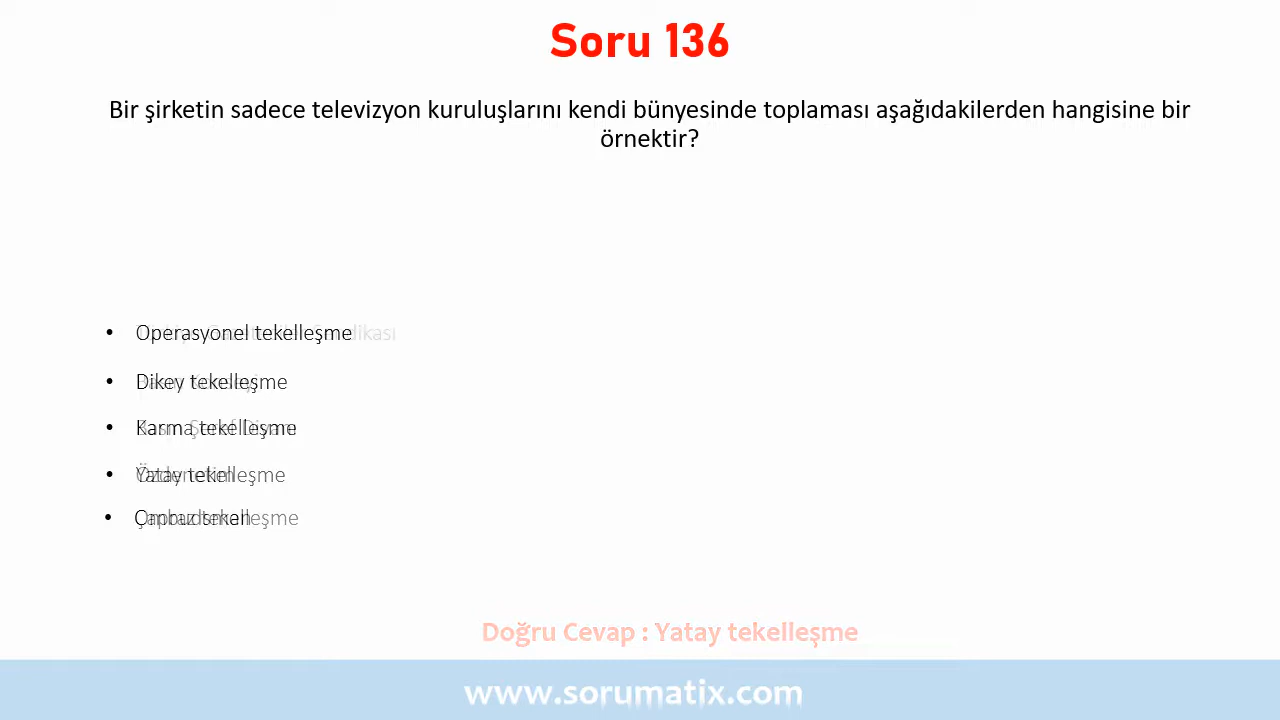 Soru 136
Bir şirketin sadece televizyon kuruluşlarını kendi bünyesinde toplaması aşağıdakilerden hangisine bir
örnektir?
• Operasyonel tekelleşme
• Dikey tekelleşme
• Karma tekelleşme
• Yatay tekelleşme
• Çapraz tekelleşme
Doğru Cevap : Yatay tekelleşme
www.sorumatix.com